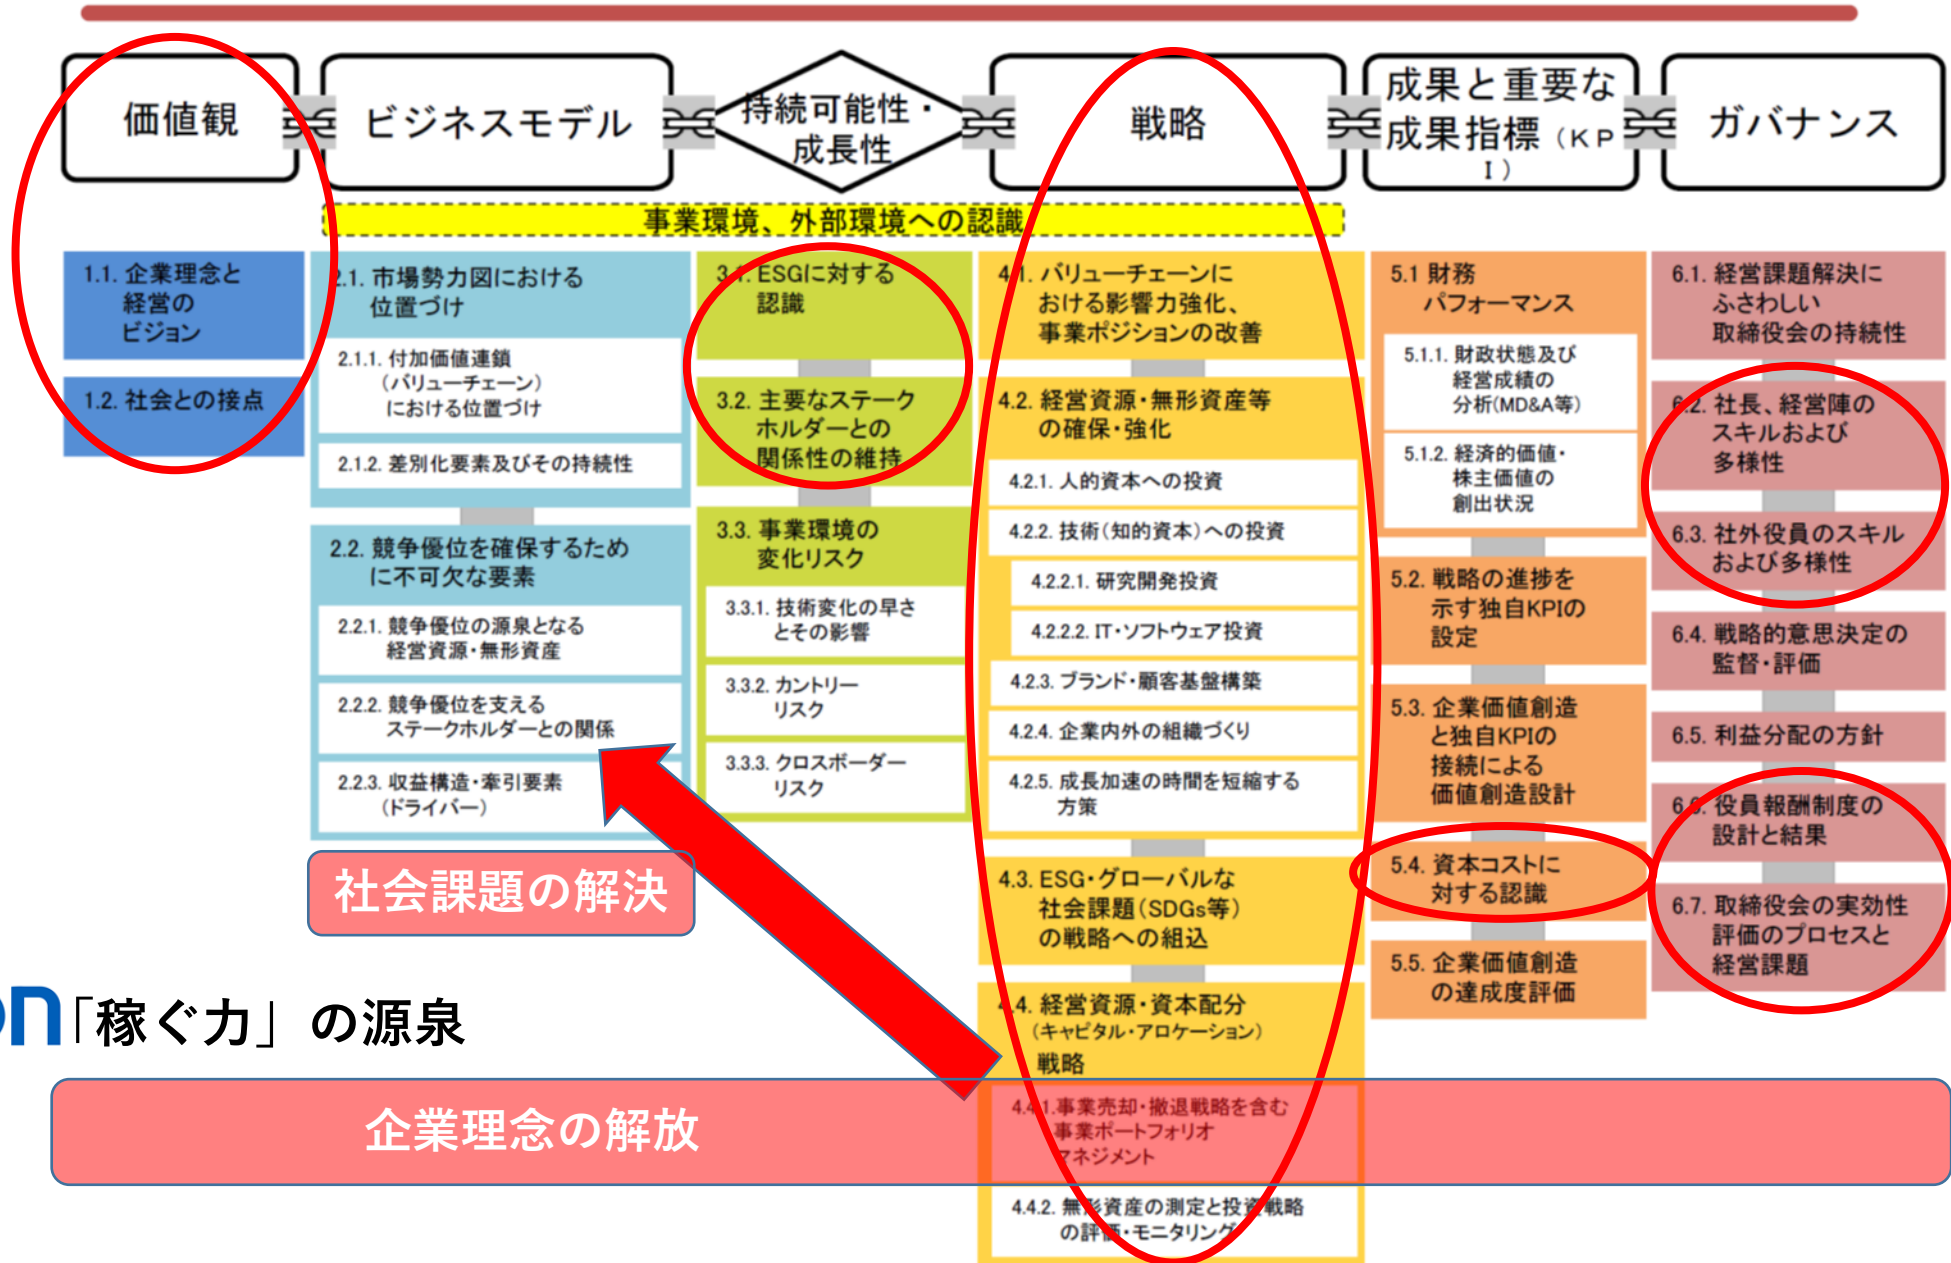 価値観
ビジネスモデル
持続可能性・
成長性
戦略
成果と重要な
成果指標（ＫＰ
Ｉ）
ガバナンス
事業環境、外部環境への認識
1.1. 企業理念と
経営の
ビジョン
1.2. 社会との接点
2.1. 市場勢力図における
位置づけ
2.1.1. 付加価値連鎖
（バリューチェーン）
における位置づけ
2.1.2. 差別化要素及びその持続性
2.2. 競争優位を確保するため
に不可欠な要素
2.2.1. 競争優位の源泉となる
経営資源・無形資産
2.2.2. 競争優位を支える
ステークホルダーとの関係
2.2.3. 収益構造・牽引要素
（ドライバー）
3.1. ESGに対する
認識
3.2. 主要なステーク
ホルダーとの
関係性の維持
3.3. 事業環境の
変化リスク
3.3.1. 技術変化の早さ
とその影響
3.3.2. カントリー
リスク
3.3.3. クロスボーダー
リスク
4.1. バリューチェーンに
おける影響力強化、
事業ポジションの改善
4.2. 経営資源・無形資産等
の確保・強化
4.2.1. 人的資本への投資
4.2.2. 技術（知的資本）への投資
4.2.2.1. 研究開発投資
4.2.2.2. IT・ソフトウェア投資
4.2.3. ブランド・顧客基盤構築
4.2.4. 企業内外の組織づくり
4.2.5. 成長加速の時間を短縮する
方策
4.3. ESG・グローバルな
社会課題（SDGs等）
の戦略への組込
4.4. 経営資源・資本配分
（キャピタル・アロケーション）
戦略
4.4.1.事業売却・撤退戦略を含む
事業ポートフォリオ
マネジメント
4.4.2. 無形資産の測定と投資戦略
の評価・モニタリング
5.1 財務
パフォーマンス
5.1.1. 財政状態及び
経営成績の
分析(MD&A等)
5.1.2. 経済的価値・
株主価値の
創出状況
5.2. 戦略の進捗を
示す独自KPIの
設定
5.3. 企業価値創造
と独自KPIの
接続による
価値創造設計
5.4. 資本コストに
対する認識
5.5. 企業価値創造
の達成度評価
6.1. 経営課題解決に
ふさわしい
取締役会の持続性
6.2. 社長、経営陣の
スキルおよび
多様性
6.3. 社外役員のスキル
および多様性
6.4. 戦略的意思決定の
監督・評価
6.5. 利益分配の方針
6.6. 役員報酬制度の
設計と結果
6.7. 取締役会の実効性
評価のプロセスと
経営課題
社会課題の解決
on「稼ぐ力」の源泉
企業理念の解放